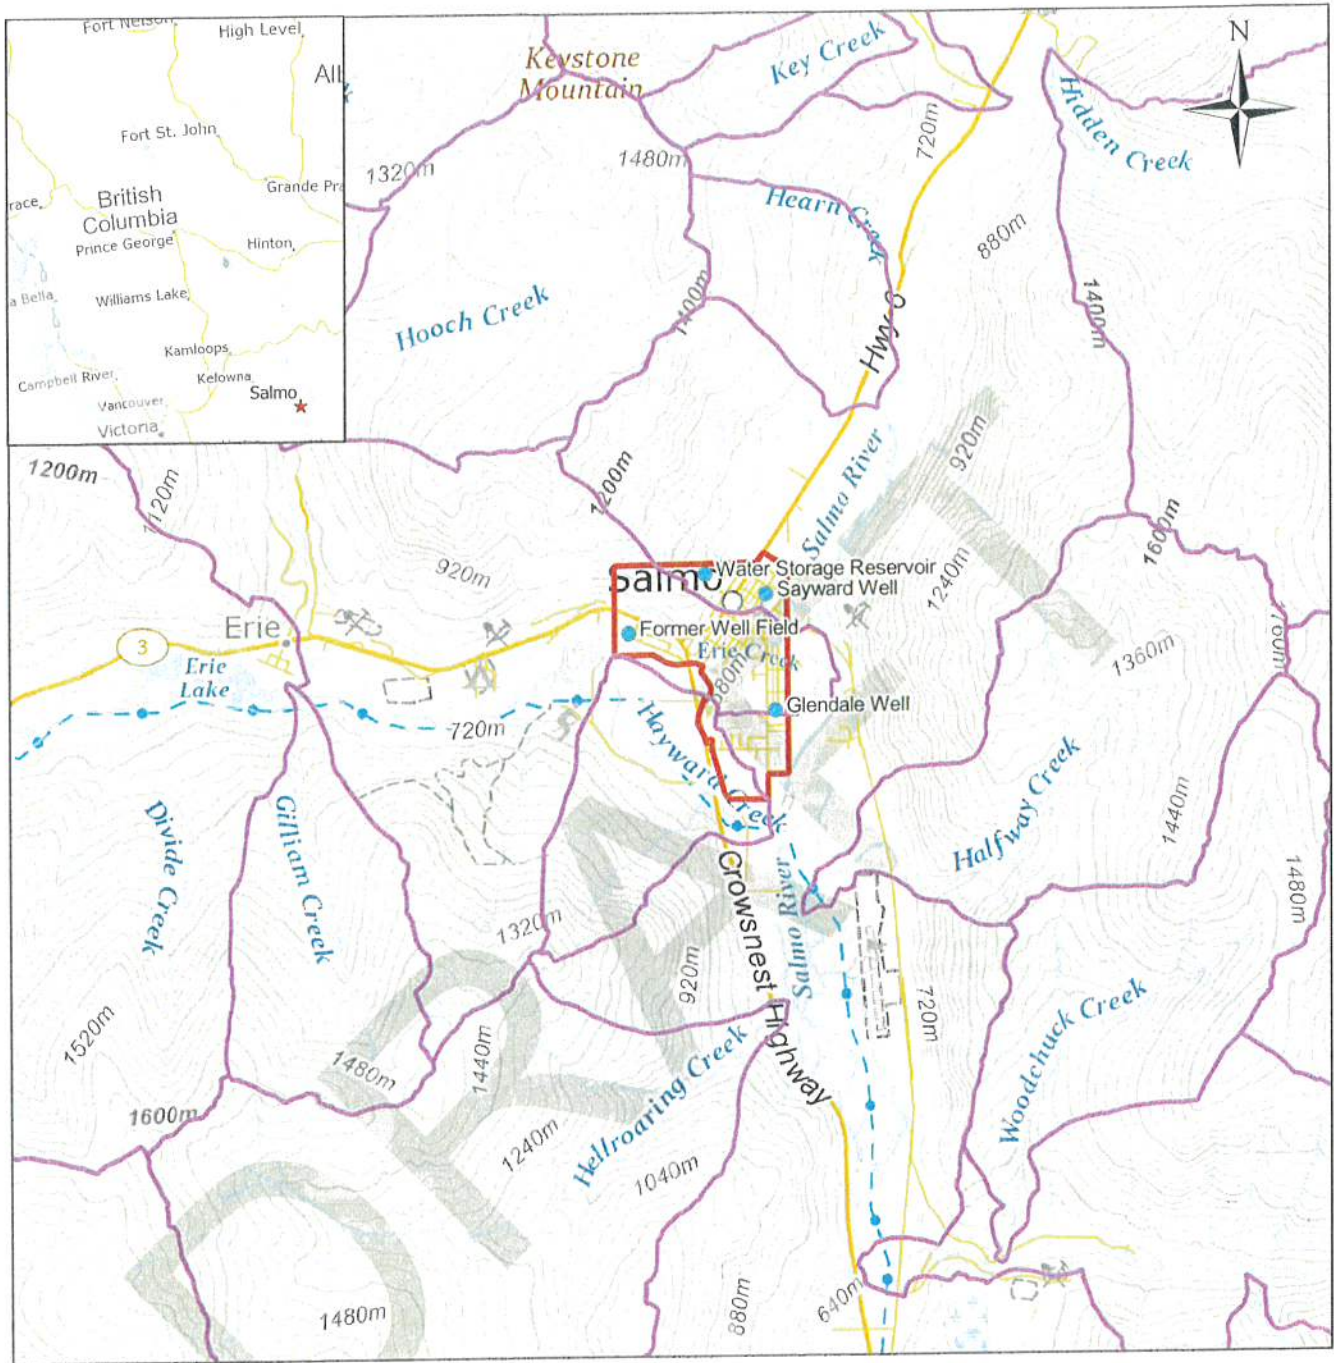 Fort Nelson
High Level
Fort St. John
Grande Pra
British
Columbia
race
Prince George
Hinton
a Bella
Williams Lake
Kamloops
Campbell River
Kelowna
Salmo
Vancouver
Victoria
N
Keystone
Mountain
Key Creek
Hidden Creek
720m
1480m
1320m
Hearn Creek
880m
1400m
1400m
Hooch Creek
Hwy 6
920m
Salmo River
1200m
1120m
1200m
1600m
920m
1240m
Salmo
Water Storage Reservoir
Sayward Well
Former Well Field
Erie Creek
680m
Glendale Well
Erie
3
Erie
Lake
720m
1360m
1760m
Hayward Creek
Halfway Creek
1440m
1480m
Divide Creek
Gilliam Creek
Crowsnest Highway
Salmo River
1320m
920m
720m
Woodchuck Creek
1520m
1480m
1440m
Hellroaring Creek
1600m
1240m
1040m
1480m
880m
640m
DRAFT